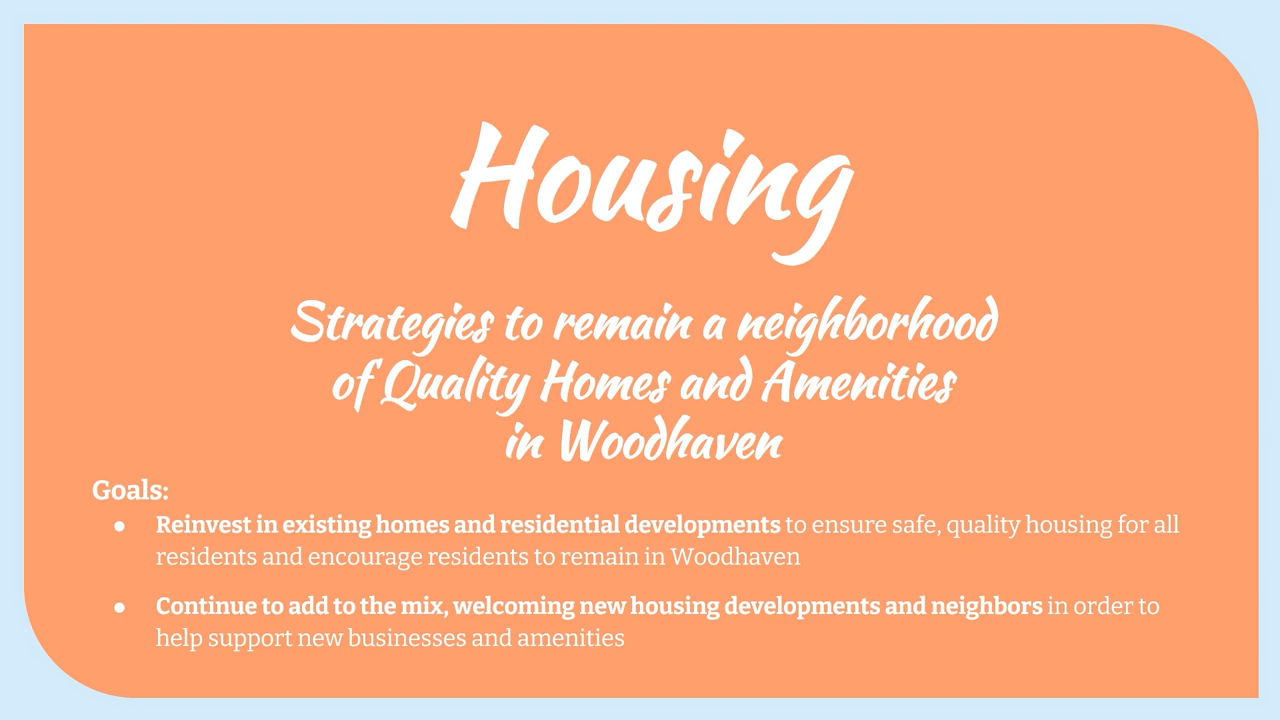 Housing
Strategies to remain a neighborhood
of Quality Homes and Amenities
in Woodhaven
Goals:
● Reinvest in existing homes and residential developments to ensure safe, quality housing for all
residents and encourage residents to remain in Woodhaven
● Continue to add to the mix, welcoming new housing developments and neighbors in order to
help support new businesses and amenities